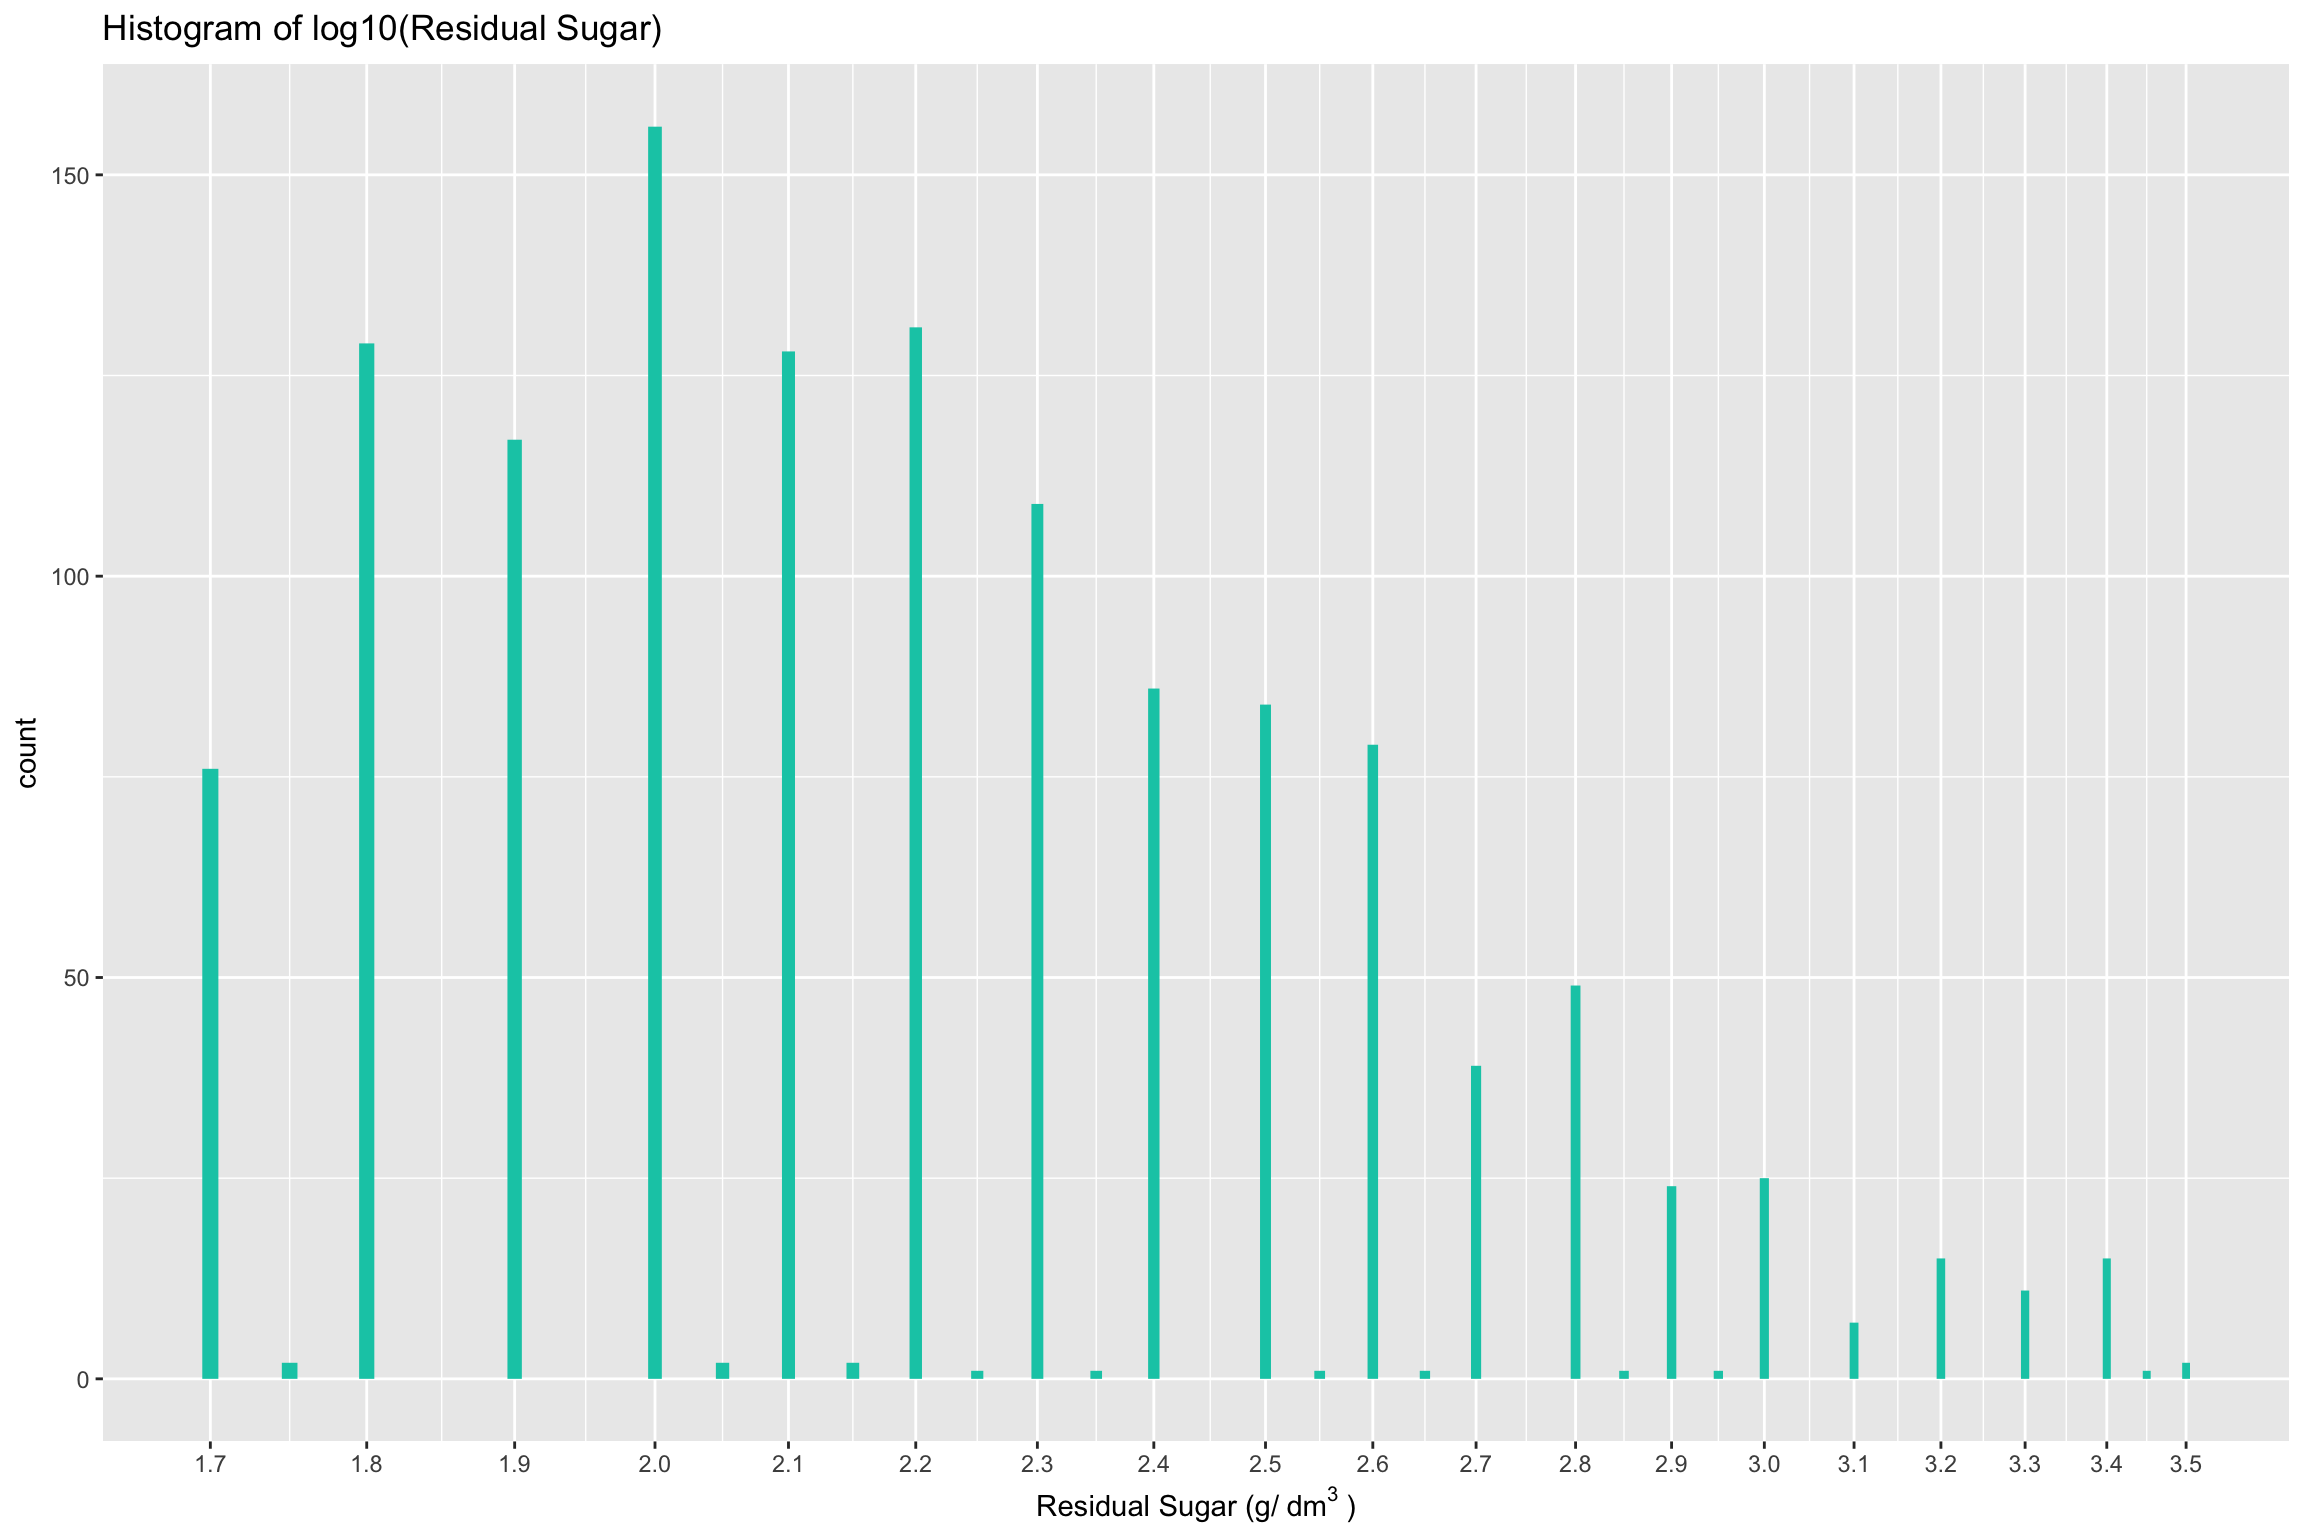 Histogram of log10(Residual Sugar)
150
100
50
0
count
1.7 1.8 1.9 2.0 2.1 2.2 2.3 2.4 2.5 2.6 2.7 2.8 2.9 3.0 3.1 3.2 3.3 3.4 3.5
Residual Sugar (g/ dm³ )